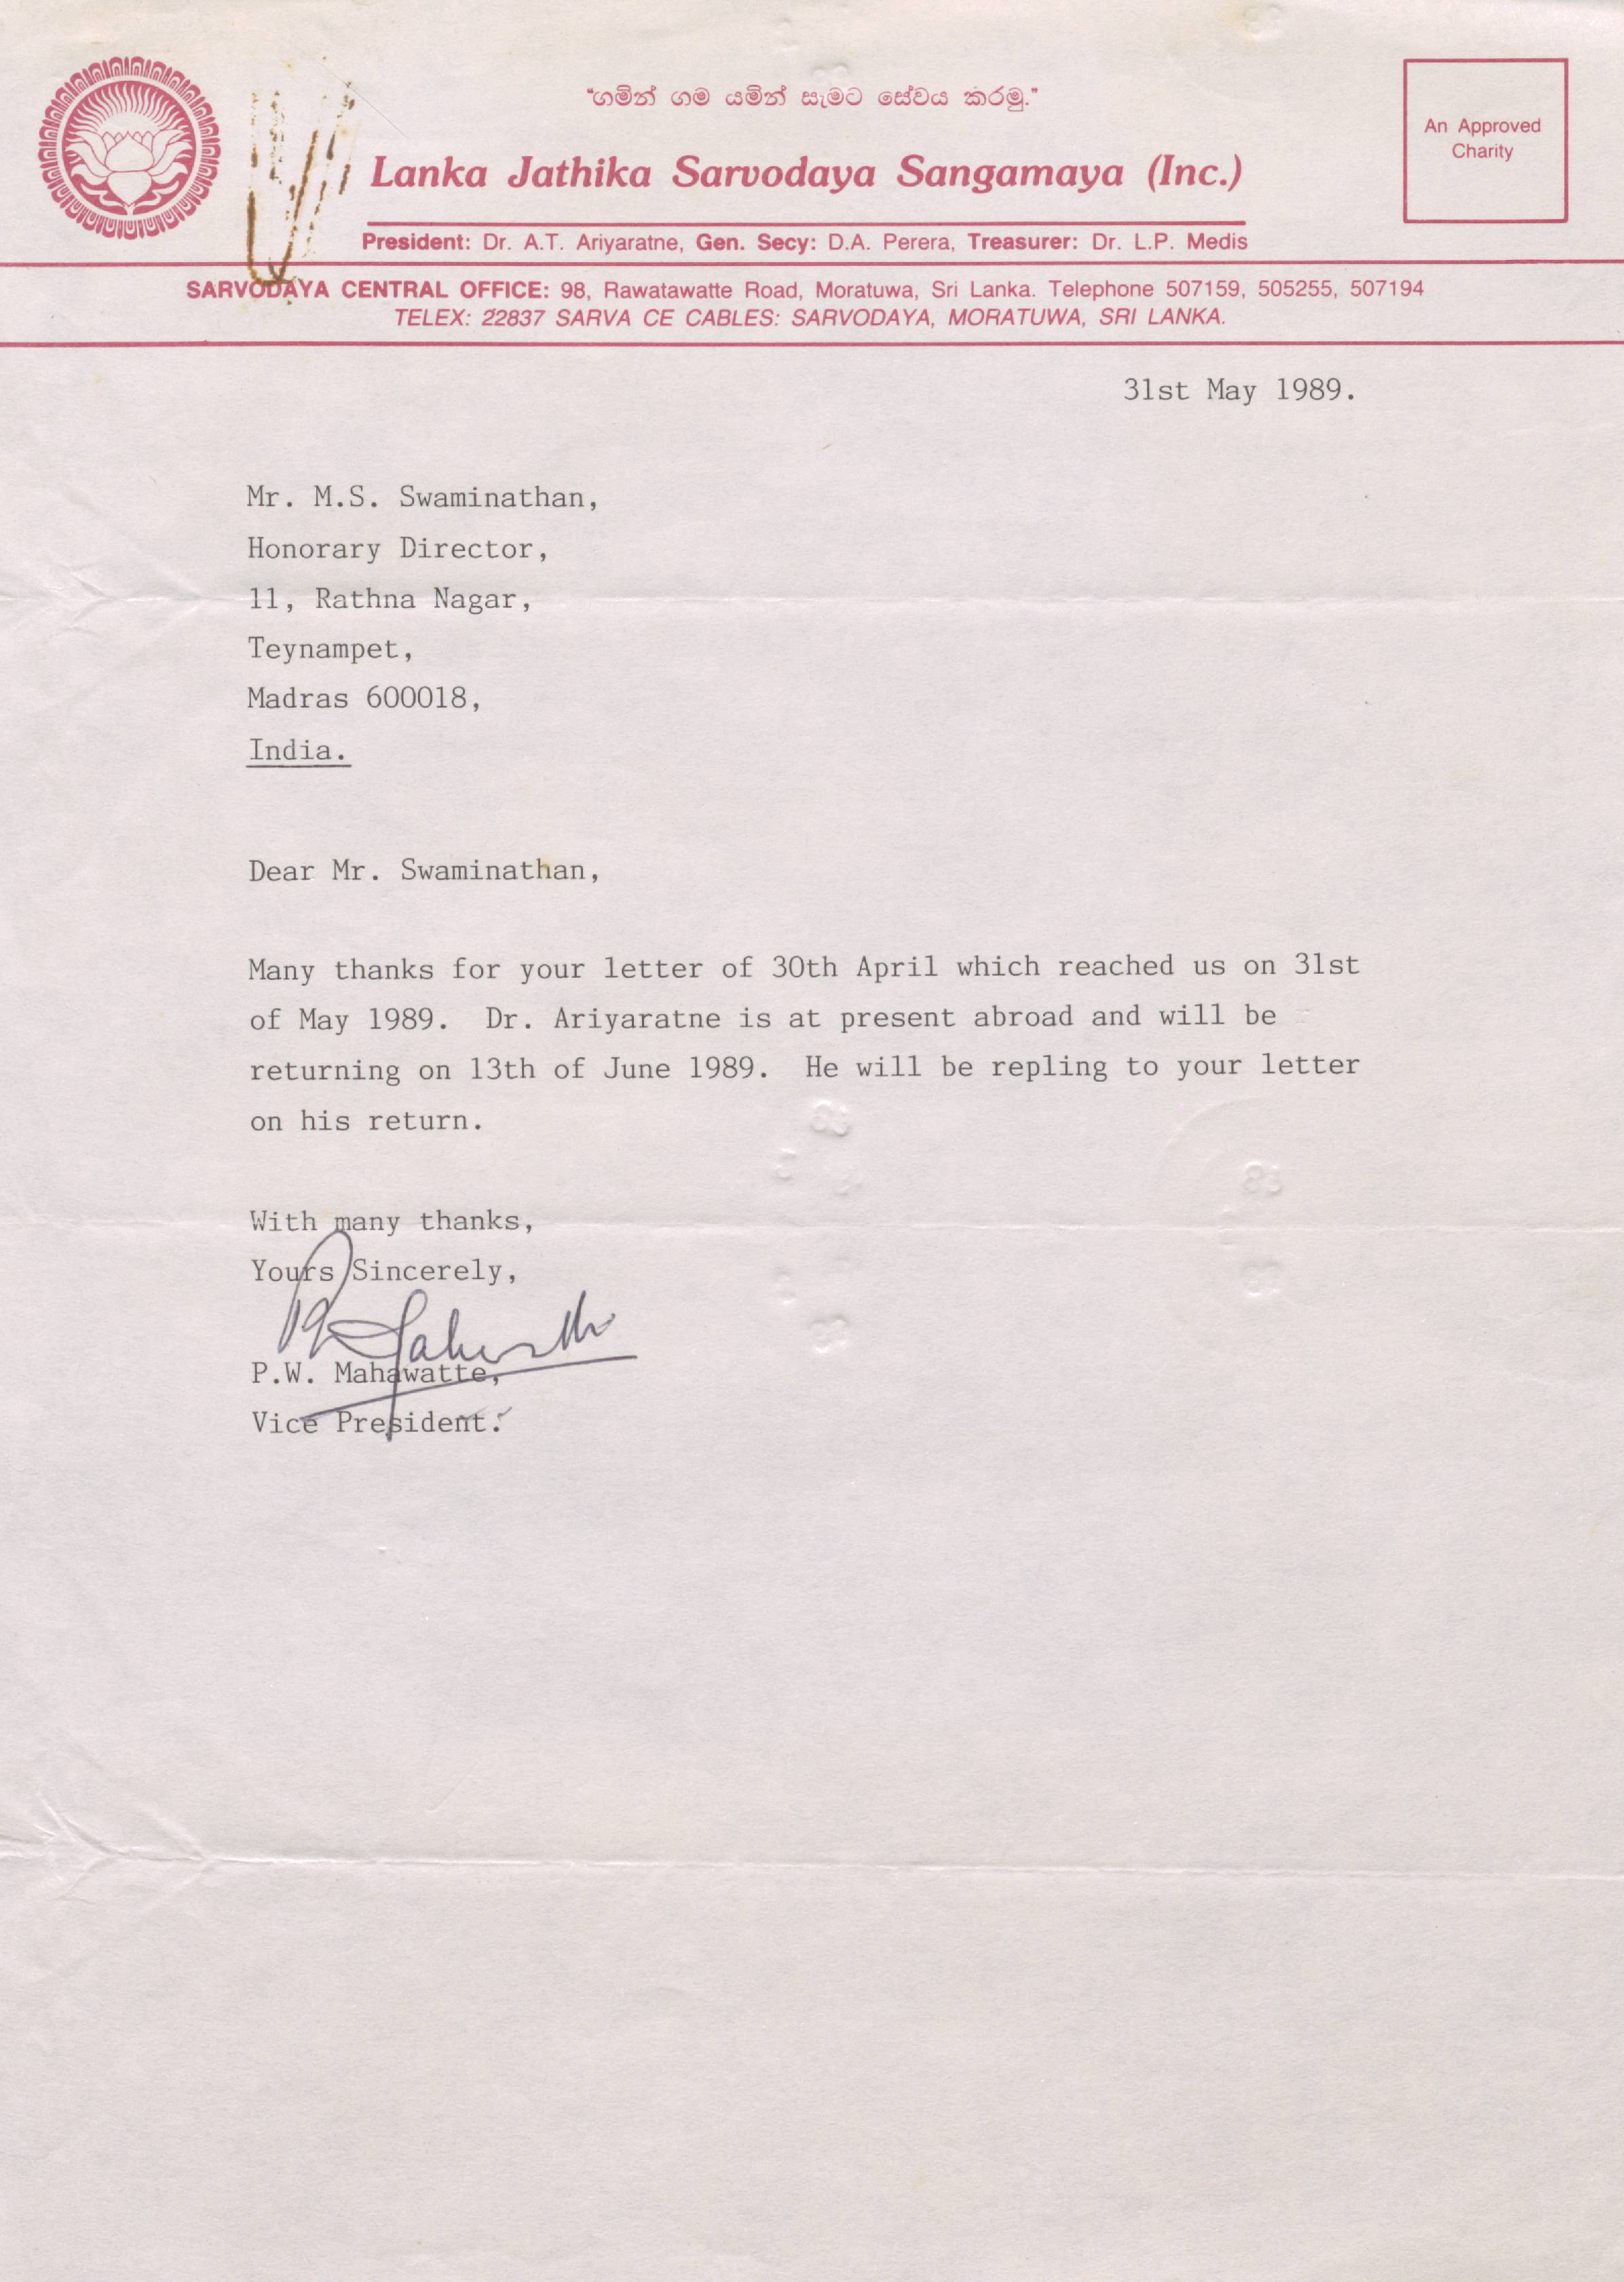 "ගමින් ගම යමින් සැමට සේවය කරමු."
An Approved
Charity
Lanka Jathika Sarvodaya Sangamaya (Inc.)
President: Dr. A.T. Ariyaratne, Gen. Secy: D.A. Perera, Treasurer: Dr. L.P. Medis
SARVODAYA CENTRAL OFFICE: 98, Rawatawatte Road, Moratuwa, Sri Lanka. Telephone 507159, 505255, 507194
TELEX: 22837 SARVA CE CABLES: SARVODAYA, MORATUWA, SRI LANKA.
31st May 1989.
Mr. M.S. Swaminathan,
Honorary Director,
11, Rathna Nagar,
Teynampet,
Madras 600018,
India.
Dear Mr. Swaminathan,
Many thanks for your letter of 30th April which reached us on 31st
of May 1989. Dr. Ariyaratne is at present abroad and will be
returning on 13th of June 1989. He will be repling to your letter
on his return.
With many thanks,
Yours Sincerely,
P.W. Mahawatte,
Vice President.